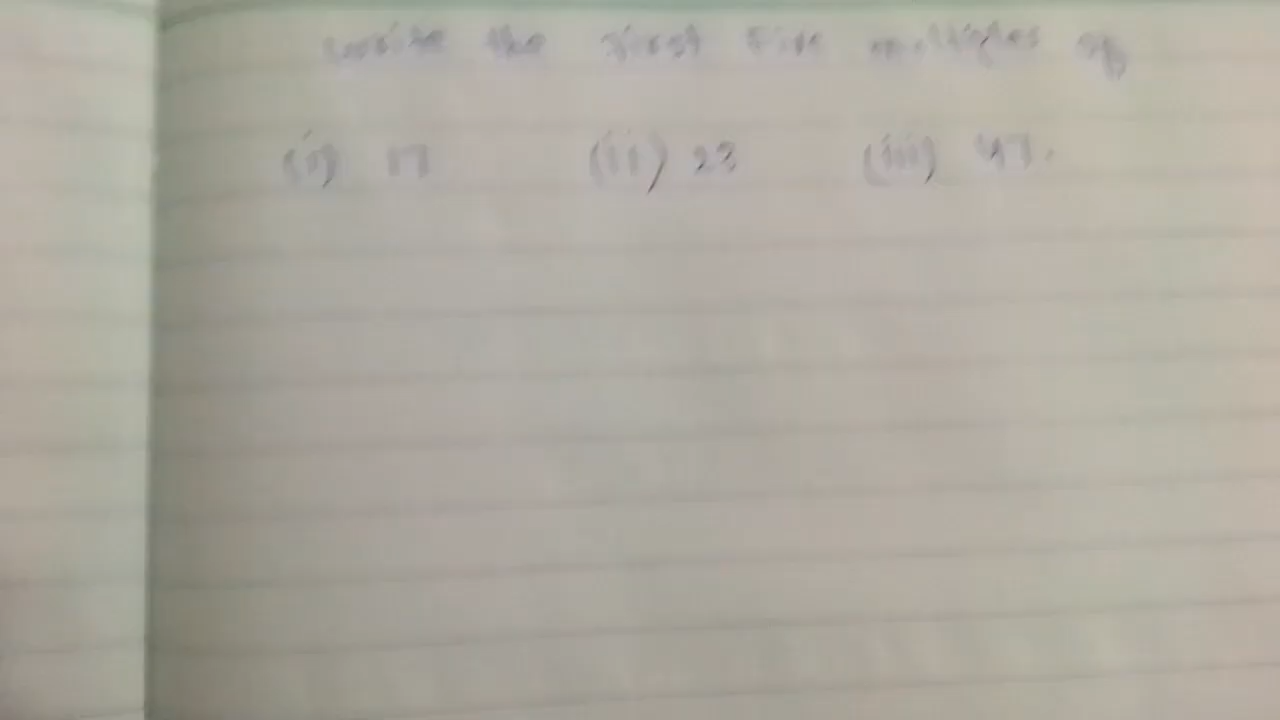 write the first five multiples of
(i) 17 (ii) 23 (iii) 47.